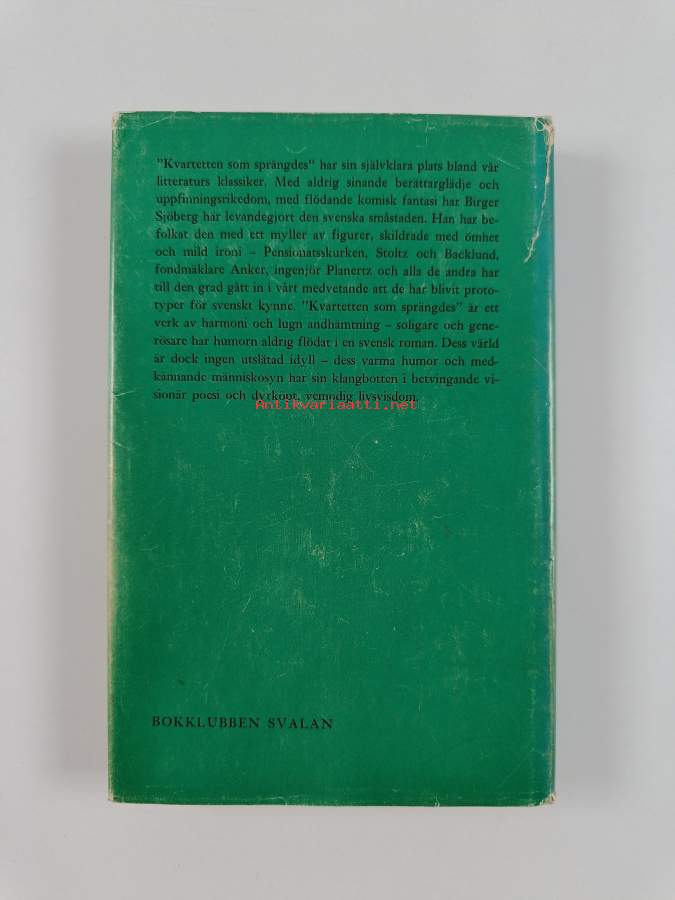 "Kvartetten som sprängdes" har sin självklara plats bland vår
litteraturs klassiker. Med aldrig sinande berättarglädje och
uppfinningsrikedom, med flödande komisk fantasi har Birger
Sjöberg här levandegjort den svenska småstaden. Han har be-
folkat den med ett myller av figurer, skildrade med ömhet
och mild ironi – Pensionatsskurken, Stoltz och Backlund,
fondmäklare Anker, ingenjör Planertz och alla de andra har
till den grad gått in i vårt medvetande att de har blivit proto-
typer för svenskt kynne. "Kvartetten som sprängdes" är ett
verk av harmoni och lugn andhämtning – soligare och gene-
rösare har humorn aldrig flödat i en svensk roman. Dess värld
är dock ingen utslätad idyll – dess varma humor och med-
kännande människosyn har sin klangbotten i betvingande vi-
sionär poesi och dyrköpt, vemodig livsvisdom.
Antikvariaatti.net
BOKKLUBBEN SVALAN